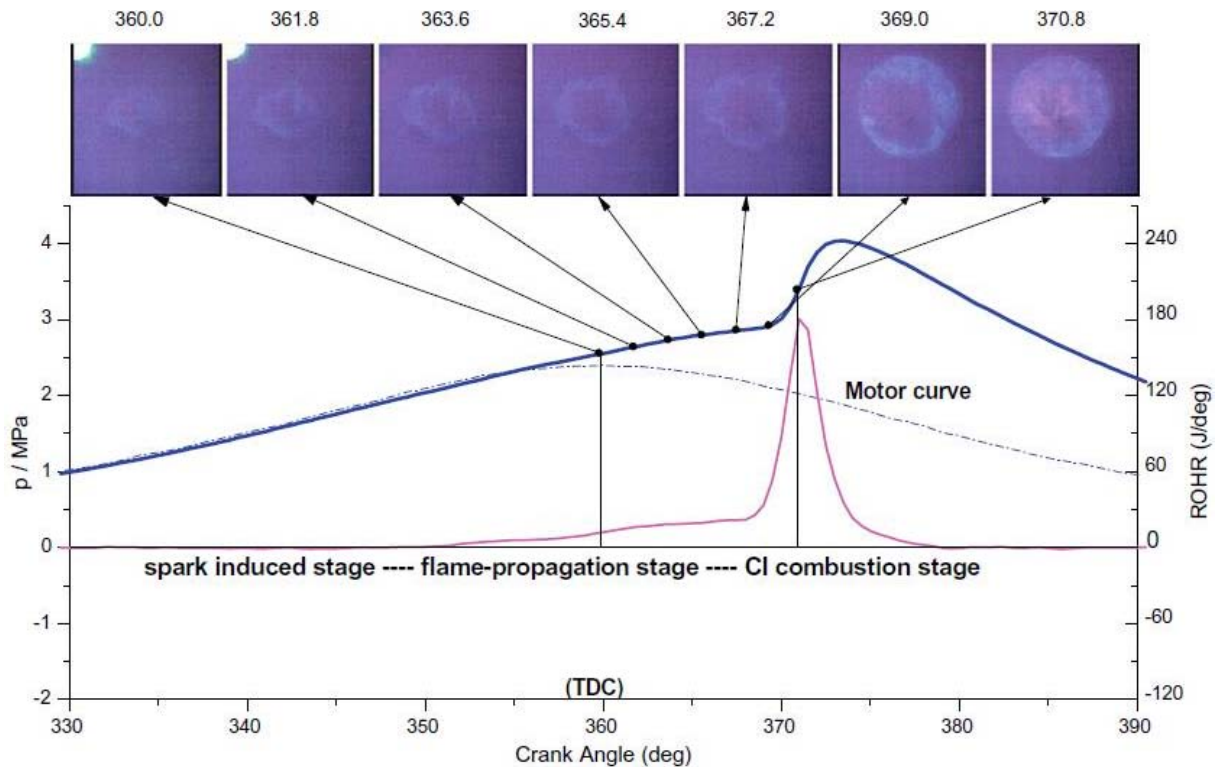 360.0 361.8 363.6 365.4 367.2 369.0 370.8
4 240
3 180
Motor curve
2 120
p / MPa
ROHR (J/deg)
1 60
0 0
spark induced stage ---- flame-propagation stage ---- CI combustion stage
-1 -60
(TDC)
-2 -120
330 340 350 360 370 380 390
Crank Angle (deg)